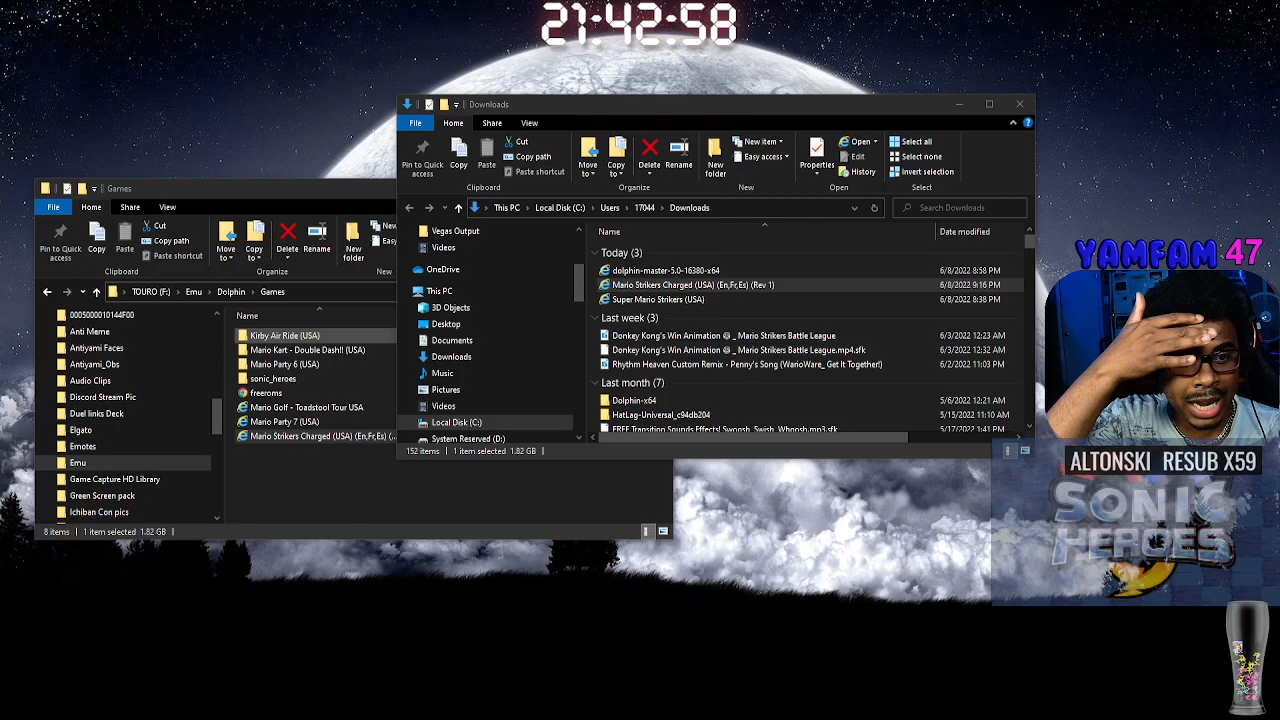 21:42:58
Downloads
File Home Share View
Pin to Quick access
Copy
Paste
Cut
Copy path
Paste shortcut
Move to
Copy to
Delete
Rename
New folder
New item
Easy access
Properties
Open
Edit
History
Select all
Select none
Invert selection
Clipboard Organize New Open Select
This PC > Local Disk (C:) > Users > 17044 > Downloads
Search Downloads
Vegas Output
Videos
OneDrive
This PC
3D Objects
Desktop
Documents
Downloads
Music
Pictures
Videos
Local Disk (C:)
System Reserved (D:)
Name Date modified
Today (3)
dolphin-master-5.0-16380-x64 6/8/2022 8:58 PM
Mario Strikers Charged (USA) (En,Fr,Es) (Rev 1) 6/8/2022 9:16 PM
Super Mario Strikers (USA) 6/8/2022 8:38 PM
Last week (3)
Donkey Kong's Win Animation _ Mario Strikers Battle League 6/3/2022 12:23 AM
Donkey Kong's Win Animation _ Mario Strikers Battle League.mp4.sfk 6/3/2022 12:32 AM
Rhythm Heaven Custom Remix - Penny's Song (WarioWare_ Get It Together!) 6/2/2022 11:03 PM
Last month (7)
Dolphin-x64 5/6/2022 12:21 AM
HatLag-Universal_c94db204 5/15/2022 11:10 AM
FREE Transition Sounds Effects! Swoosh, Swish, Whoosh.mp3.sfk 5/17/2022 1:41 PM
152 items 1 item selected 1.82 GB
Games
File Home Share View
Pin to Quick access
Copy
Paste
Cut
Copy path
Paste shortcut
Move to
Copy to
Delete
Rename
New folder
Clipboard Organize New
TOURO (F:) > Emu > Dolphin > Games
0005000010144F00
Anti Meme
Antiyami Faces
Antiyami_Obs
Audio Clips
Discord Stream Pic
Duel links Deck
Elgato
Emotes
Emu
Game Capture HD Library
Green Screen pack
Ichiban Con pics
Name
Kirby Air Ride (USA)
Mario Kart - Double Dash!! (USA)
Mario Party 6 (USA)
sonic_heroes
freeroms
Mario Golf - Toadstool Tour USA
Mario Party 7 (USA)
Mario Strikers Charged (USA) (En,Fr,Es) (...
8 items 1 item selected 1.82 GB
YAMFAM 47
ALTONSKI RESUB X59
SONIC
HEROES